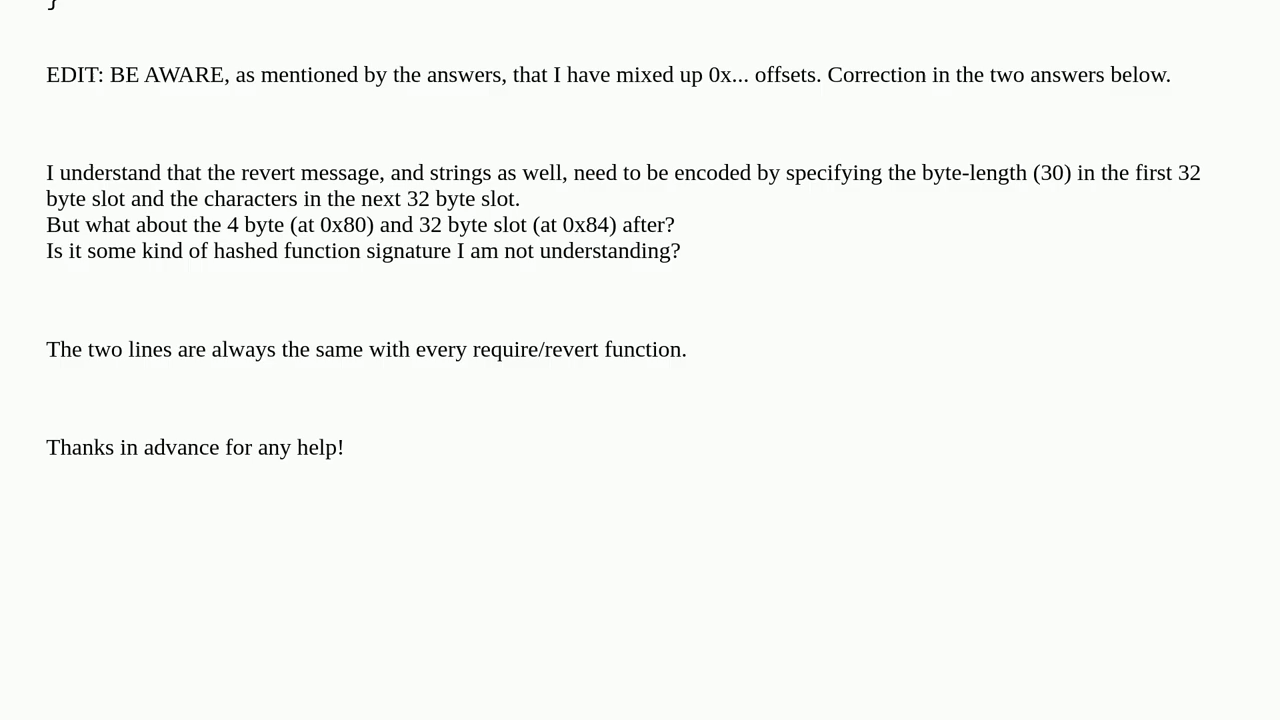 }
EDIT: BE AWARE, as mentioned by the answers, that I have mixed up 0x... offsets. Correction in the two answers below.
I understand that the revert message, and strings as well, need to be encoded by specifying the byte-length (30) in the first 32
byte slot and the characters in the next 32 byte slot.
But what about the 4 byte (at 0x80) and 32 byte slot (at 0x84) after?
Is it some kind of hashed function signature I am not understanding?
The two lines are always the same with every require/revert function.
Thanks in advance for any help!